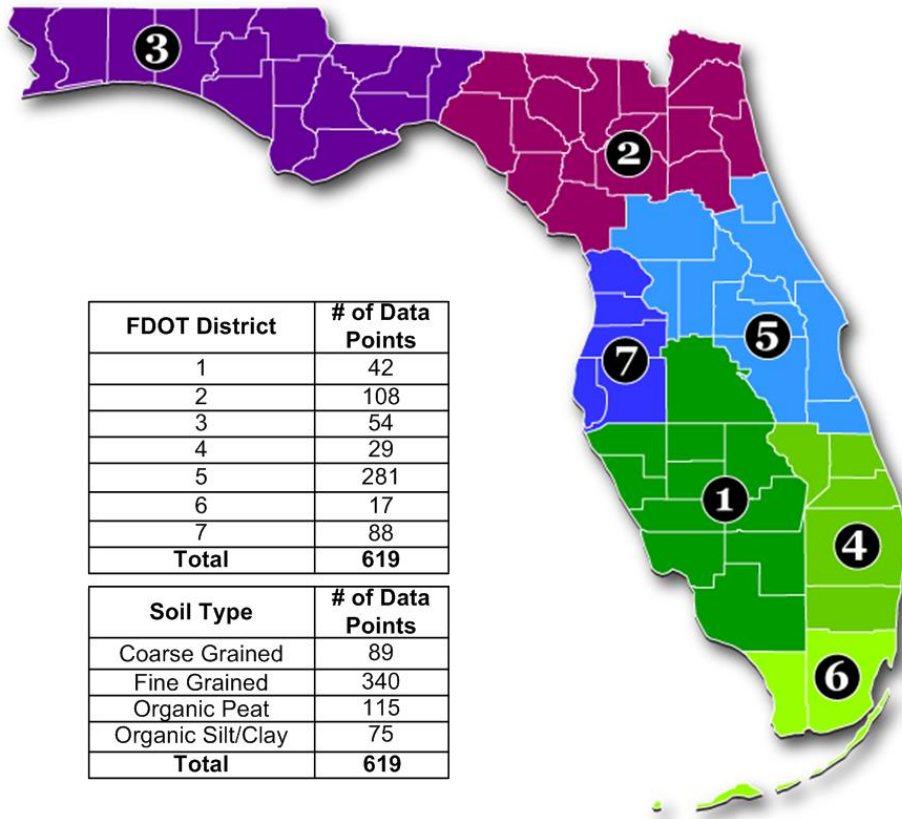 3
2
5
7
1
4
6
FDOT District # of Data Points
1 42
2 108
3 54
4 29
5 281
6 17
7 88
Total 619
Soil Type # of Data Points
Coarse Grained 89
Fine Grained 340
Organic Peat 115
Organic Silt/Clay 75
Total 619